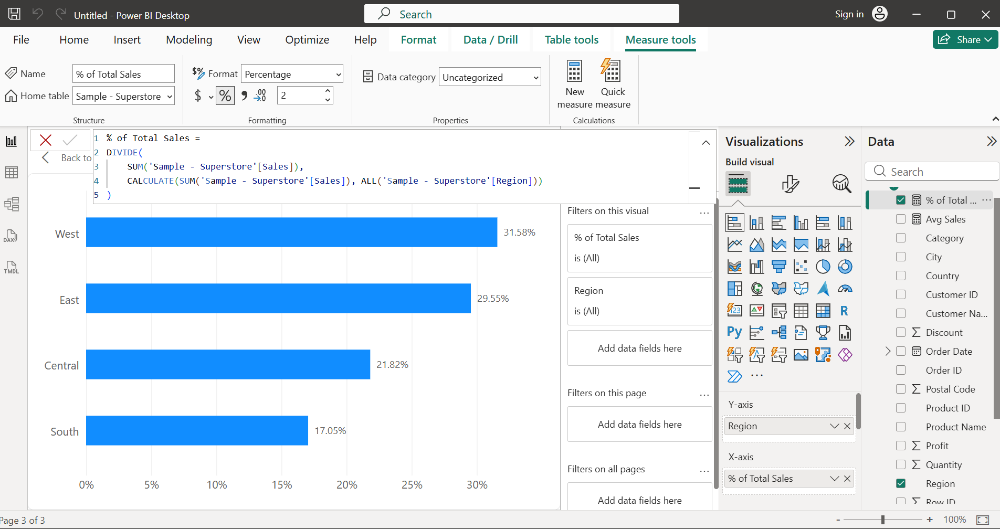 Untitled - Power BI Desktop
Search
Sign in
File Home Insert Modeling View Optimize Help Format Data / Drill Table tools Measure tools
Share
Name % of Total Sales
Home table Sample - Superstore
Structure
$% Format Percentage
$ % , .00 →.0 2
Formatting
Data category Uncategorized
Properties
New measure
Quick measure
Calculations
Back to
1 % of Total Sales =
2 DIVIDE(
3 SUM('Sample - Superstore'[Sales]),
4 CALCULATE(SUM('Sample - Superstore'[Sales]), ALL('Sample - Superstore'[Region]))
5 )
West 31.58%
East 29.55%
Central 21.82%
South 17.05%
0% 5% 10% 15% 20% 25% 30%
Filters on this visual ...
% of Total Sales
is (All)
Region
is (All)
Add data fields here
Filters on this page ...
Add data fields here
Filters on all pages ...
Add data fields here
Visualizations
Build visual
123
R
Py
...
Y-axis
Region
X-axis
% of Total Sales
Data
Search
% of Total ... ...
Avg Sales
Category
City
Country
Customer ID
Customer Na...
Discount
Order Date
Order ID
Postal Code
Product ID
Product Name
Profit
Quantity
Region
Row ID
DAX
TMDL
Page 3 of 3
- + 100%